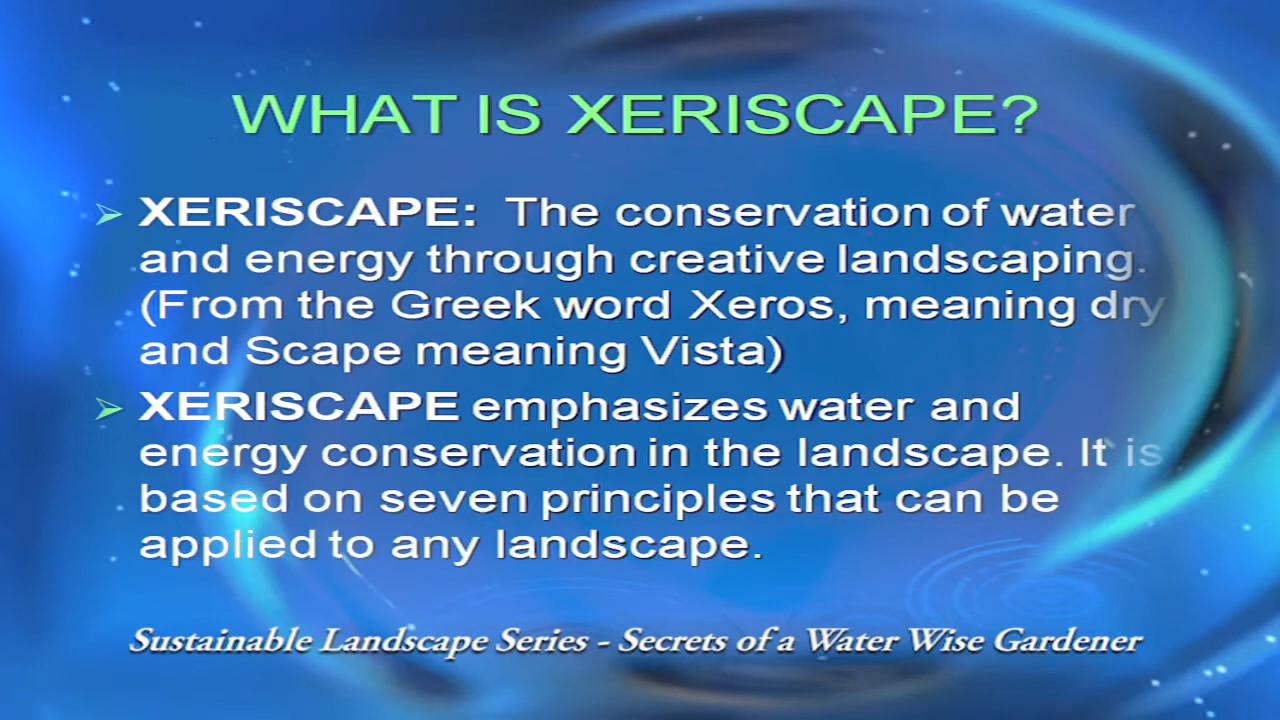 WHAT IS XERISCAPE?
XERISCAPE: The conservation of water
and energy through creative landscaping.
(From the Greek word Xeros, meaning dry
and Scape meaning Vista)
XERISCAPE emphasizes water and
energy conservation in the landscape. It is
based on seven principles that can be
applied to any landscape.
Sustainable Landscape Series - Secrets of a Water Wise Gardener